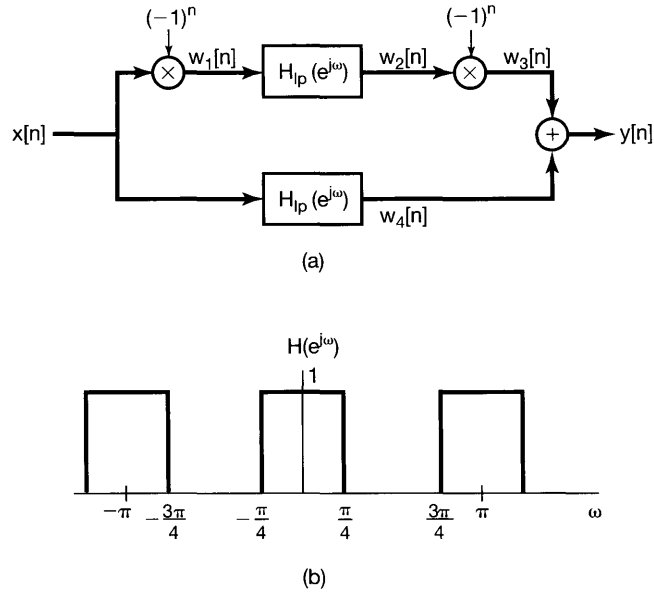 (−1)ⁿ (−1)ⁿ
× w₁[n] H_lp(e^{jω}) w₂[n] × w₃[n]
x[n] + y[n]
H_lp(e^{jω}) w₄[n]
(a)
H(e^{jω})
1
−π −3π/4 −π/4 π/4 3π/4 π ω
(b)